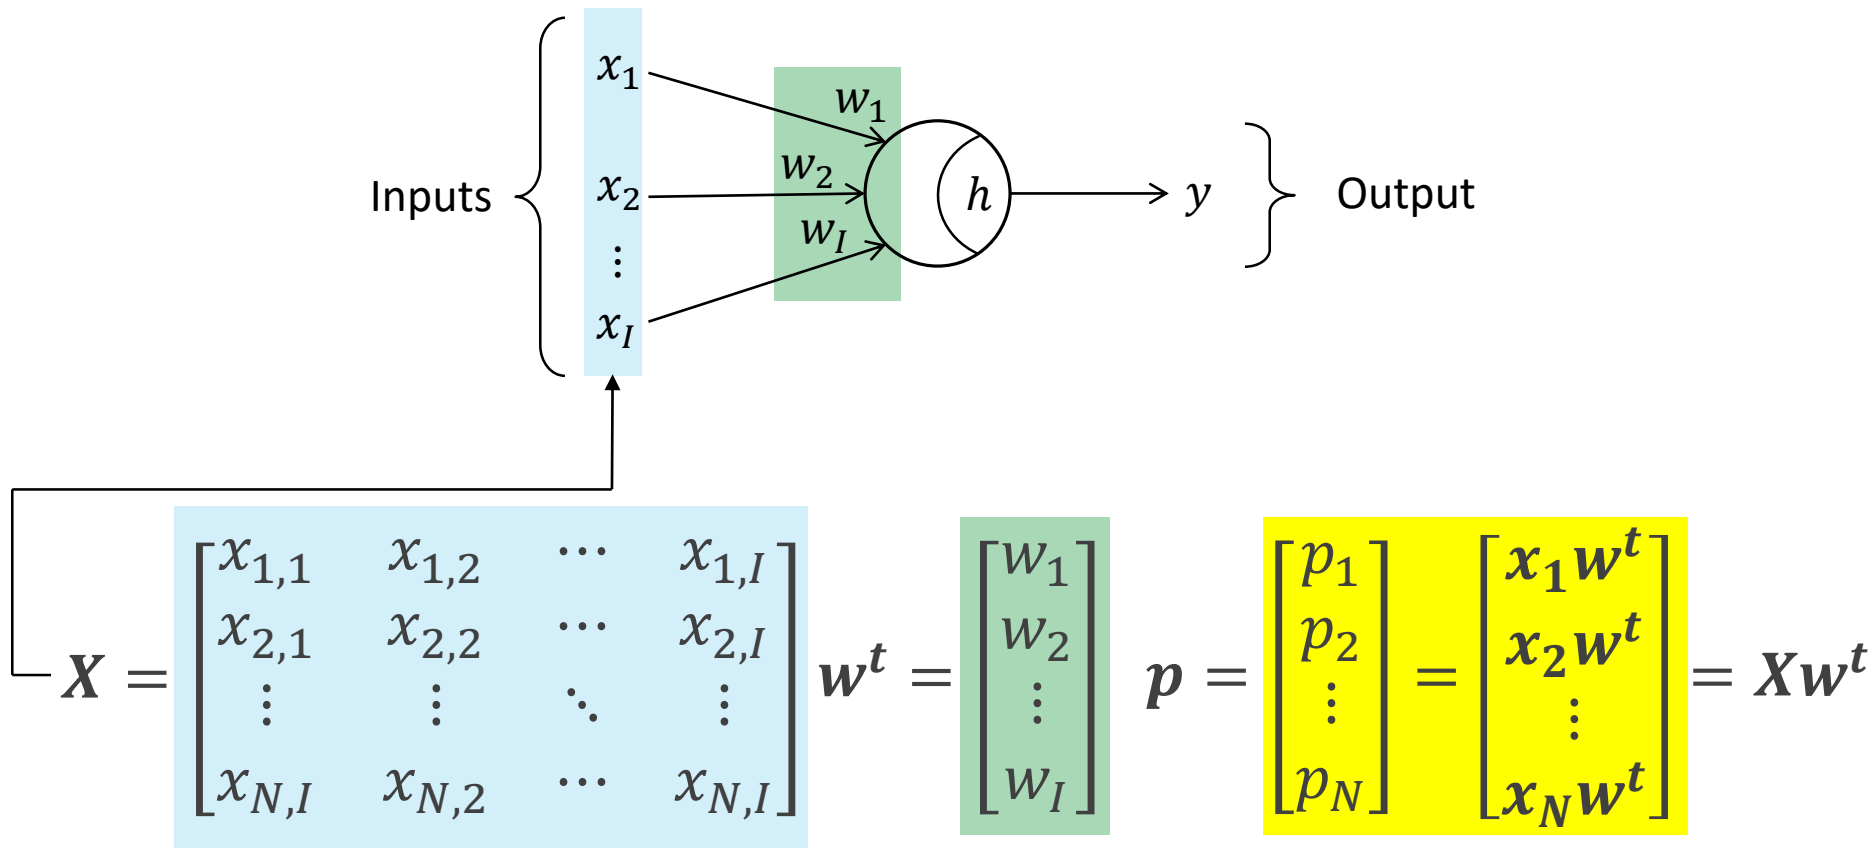 x₁
w₁
Inputs x₂ w₂ h y Output
⋮ w_I
x_I
X = [x₁,₁ x₁,₂ ⋯ x₁,I; x₂,₁ x₂,₂ ⋯ x₂,I; ⋮ ⋮ ⋱ ⋮; x_N,I x_N,₂ ⋯ x_N,I] wᵗ = [w₁; w₂; ⋮; w_I] p = [p₁; p₂; ⋮; p_N] = [x₁wᵗ; x₂wᵗ; ⋮; x_Nwᵗ] = Xwᵗ